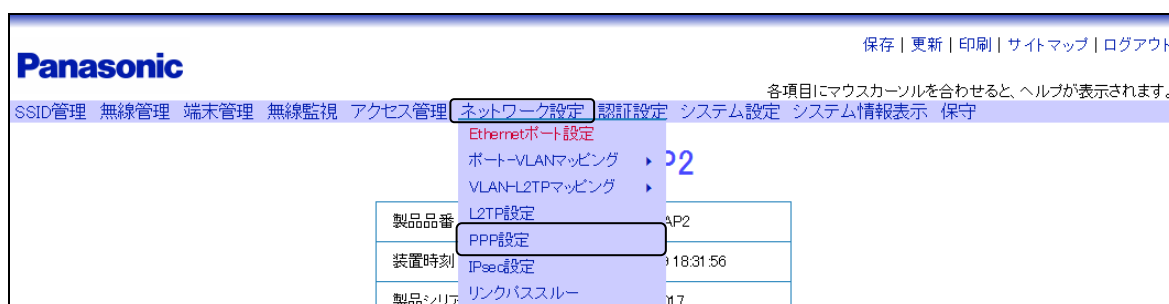 保存 | 更新 | 印刷 | サイトマップ | ログアウト
Panasonic
各項目にマウスカーソルを合わせると、ヘルプが表示されます。
SSID管理 無線管理 端末管理 無線監視 アクセス管理 ネットワーク設定 認証設定 システム設定 システム情報表示 保守
Ethernetポート設定
ポート-VLANマッピング
P2
VLAN-L2TPマッピング
製品品番 L2TP設定 AP2
PPP設定
装置時刻 IPsec設定 18:31:56
製品シリア リンクパススルー 017